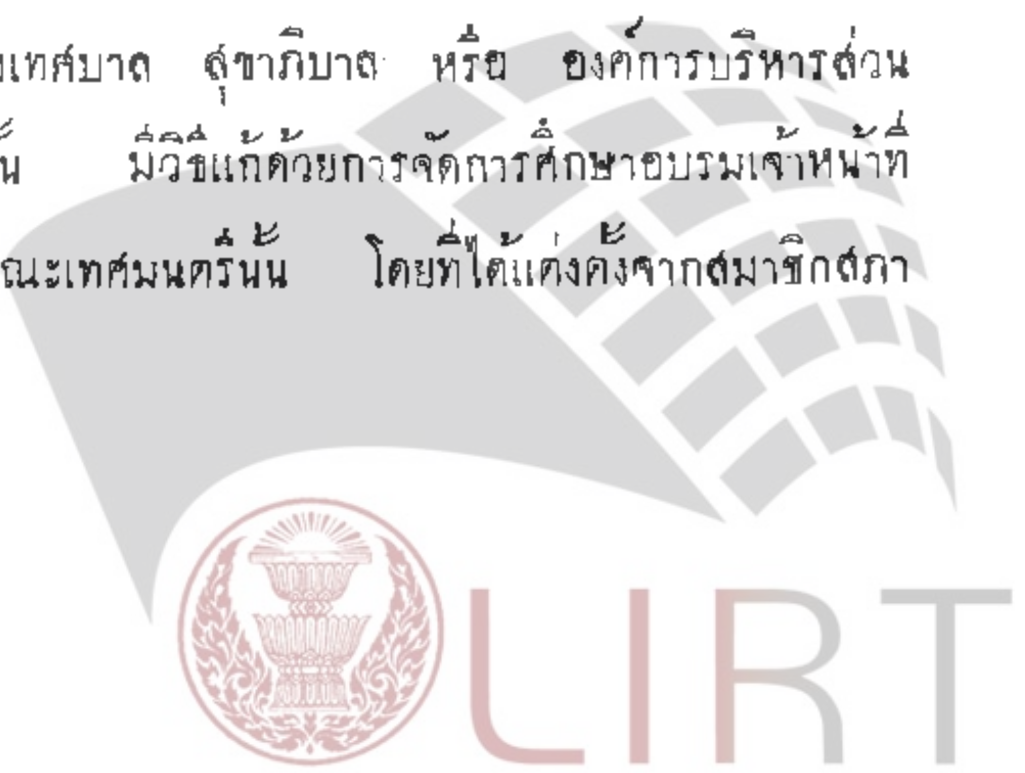 เทศบาล สุขาภิบาล หรือ องค์การบริหารส่วน
น มีวิธีแก้ด้วยการจัดการศึกษาอบรมเจ้าหน้าที่
ณะเทศมนตรีนั้น โดยที่ได้แต่งตั้งจากสมาชิกสภา
LIRT